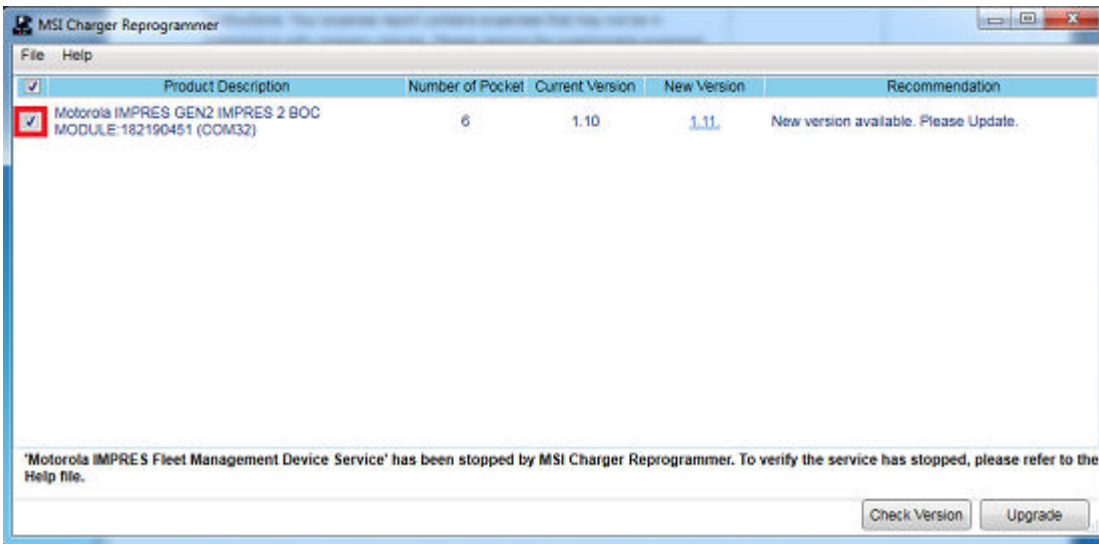 MSI Charger Reprogrammer
File Help
Product Description Number of Pocket Current Version New Version Recommendation
Motorola IMPRES GEN2 IMPRES 2 BOC
MODULE:182190451 (COM32) 6 1.10 1.11. New version available. Please Update.
'Motorola IMPRES Fleet Management Device Service' has been stopped by MSI Charger Reprogrammer. To verify the service has stopped, please refer to the
Help file.
Check Version Upgrade